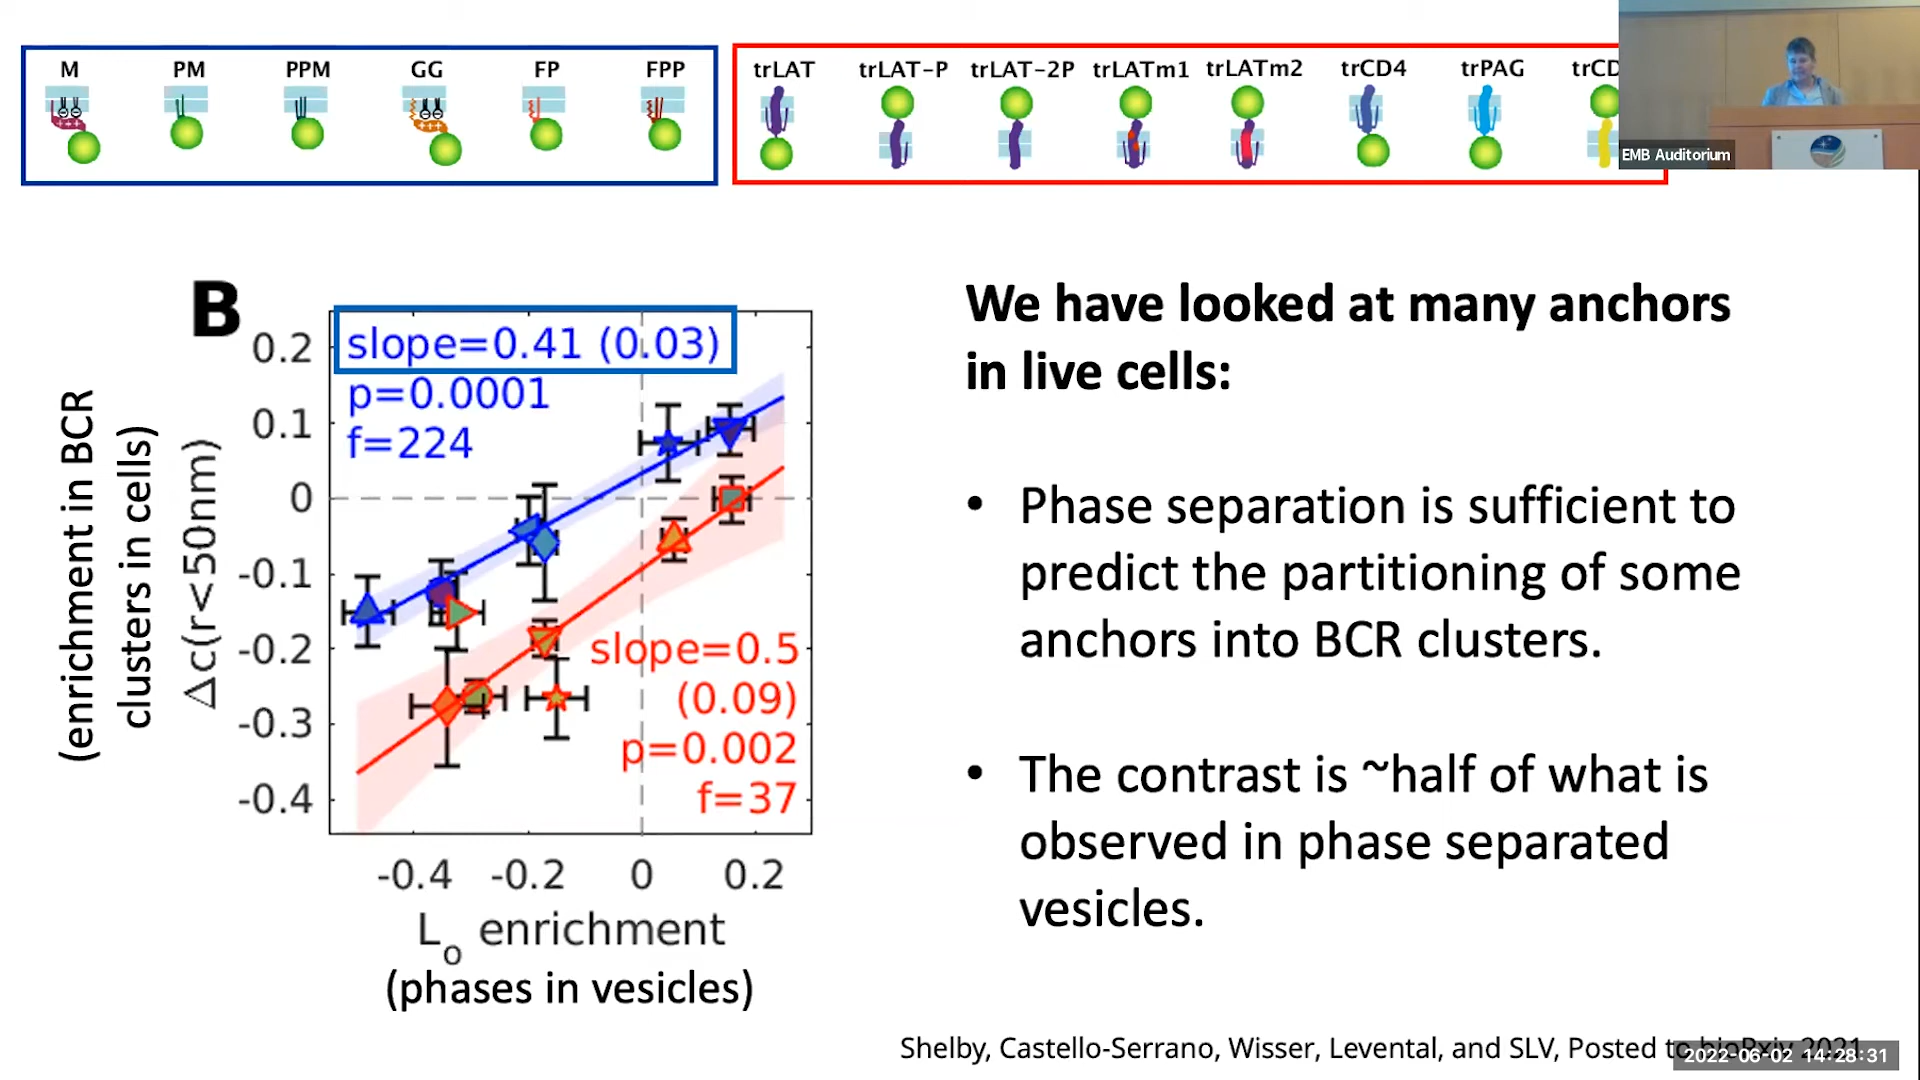 M PM PPM GG FP FPP
trLAT trLAT-P trLAT-2P trLATm1 trLATm2 trCD4 trPAG trCD
EMB Auditorium
B
slope=0.41 (0.03)
p=0.0001
f=224
0.2
0.1
0
-0.1
-0.2
-0.3
-0.4
(enrichment in BCR
clusters in cells)
Δc(r<50nm)
slope=0.5
(0.09)
p=0.002
f=37
-0.4 -0.2 0 0.2
Lo enrichment
(phases in vesicles)
We have looked at many anchors
in live cells:
• Phase separation is sufficient to
predict the partitioning of some
anchors into BCR clusters.
• The contrast is ~half of what is
observed in phase separated
vesicles.
Shelby, Castello-Serrano, Wisser, Levental, and SLV, Posted to bioRxiv 2021
2022-06-02 14:28:31